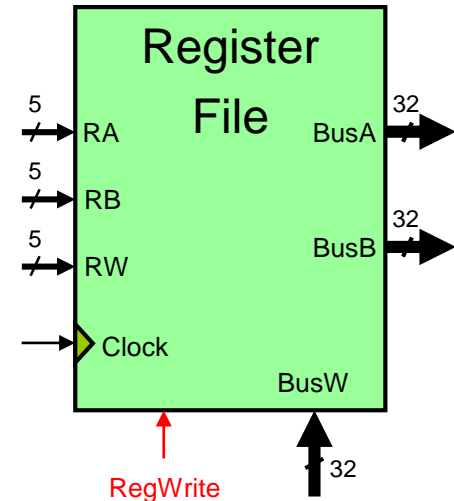 Register
File
5
RA
32
BusA
5
RB
32
BusB
5
RW
Clock
BusW
32
RegWrite